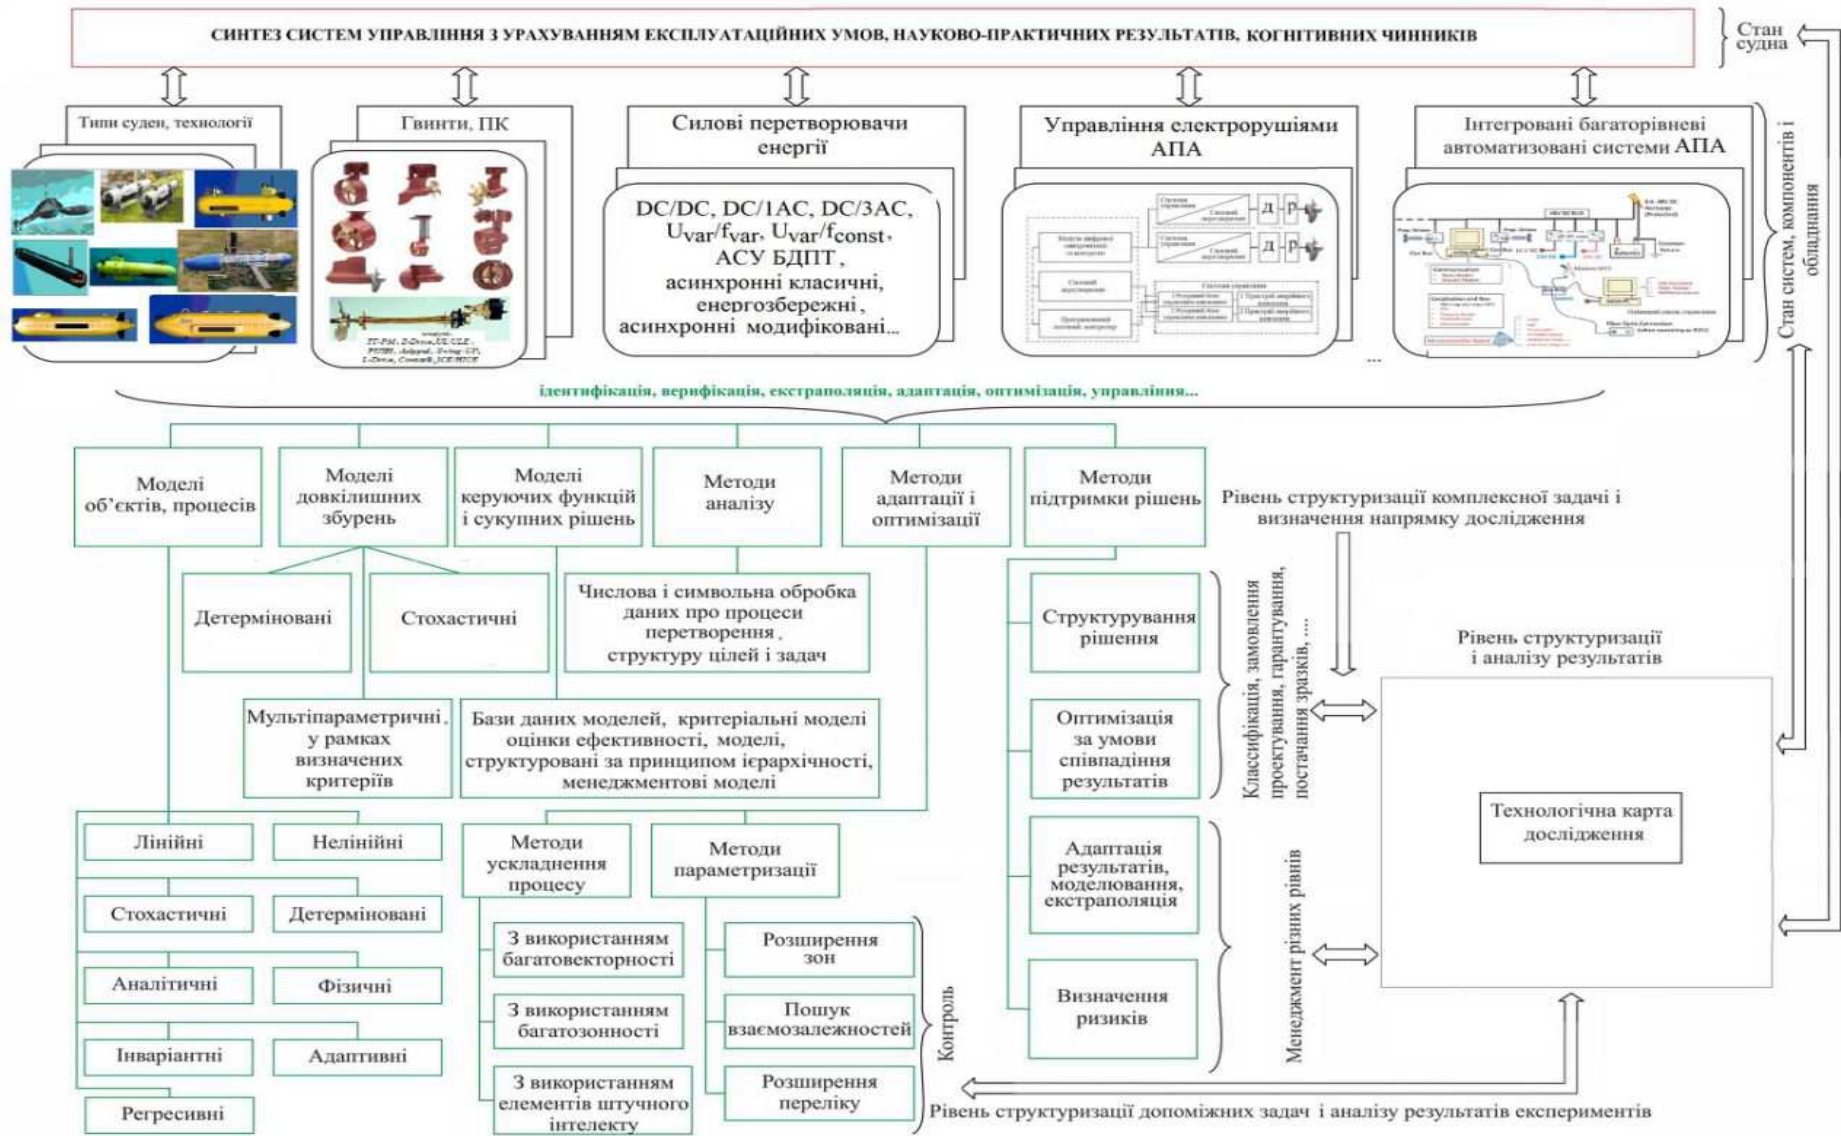 СИНТЕЗ СИСТЕМ УПРАВЛІННЯ З УРАХУВАННЯМ ЕКСПЛУАТАЦІЙНИХ УМОВ, НАУКОВО-ПРАКТИЧНИХ РЕЗУЛЬТАТІВ, КОГНІТИВНИХ ЧИННИКІВ
Стан
судна
Типи суден, технології
Гвинти, ПК
Силові перетворювачи
енергії
DC/DC, DC/1AC, DC/3AC,
Uvar/fvar, Uvar/fconst,
АСУ БДПТ,
асинхронні класичні,
енергозбережні,
асинхронні модифіковані...
Управління електрорушіями
АПА
Д
Р
Д
Р
...
Інтегровані багаторівневі
автоматизовані системи АПА
Стан систем, компонентів і
обладнання
ідентифікація, верифікація, екстраполяція, адаптація, оптимізація, управління...
Моделі
об’єктів, процесів
Моделі
довкілишних
збурень
Моделі
керуючих функцій
і сукупних рішень
Методи
аналізу
Методи
адаптації і
оптимізації
Методи
підтримки рішень
Рівень структуризації комплексної задачі і
визначення напрямку дослідження
Детерміновані
Стохастичні
Числова і символьна обробка
даних про процеси
перетворення,
структуру цілей і задач
Структурування
рішення
Классифікація, замовлення
проектування, гарантування,
постачання зразків, ....
Рівень структуризації
і аналізу результатів
Мультіпараметричні,
у рамках
визначених
критеріїв
Бази даних моделей, критеріальні моделі
оцінки ефективності, моделі,
структуровані за принципом ієрархічності,
менеджментові моделі
Оптимізація
за умови
співпадіння
результатів
Технологічна карта
дослідження
Лінійні
Нелінійні
Стохастичні
Детерміновані
Аналітичні
Фізичні
Інваріантні
Адаптивні
Регресивні
Методи
ускладнення
процесу
Методи
параметризації
З використанням
багатовекторності
З використанням
багатозонності
З використанням
елементів штучного
інтелекту
Розширення
зон
Пошук
взаємозалежностей
Розширення
переліку
Контроль
Адаптація
результатів,
моделювання,
екстраполяція
Визначення
ризиків
Менеджмент різних рівнів
Рівень структуризації допоміжних задач і аналізу результатів експериментів